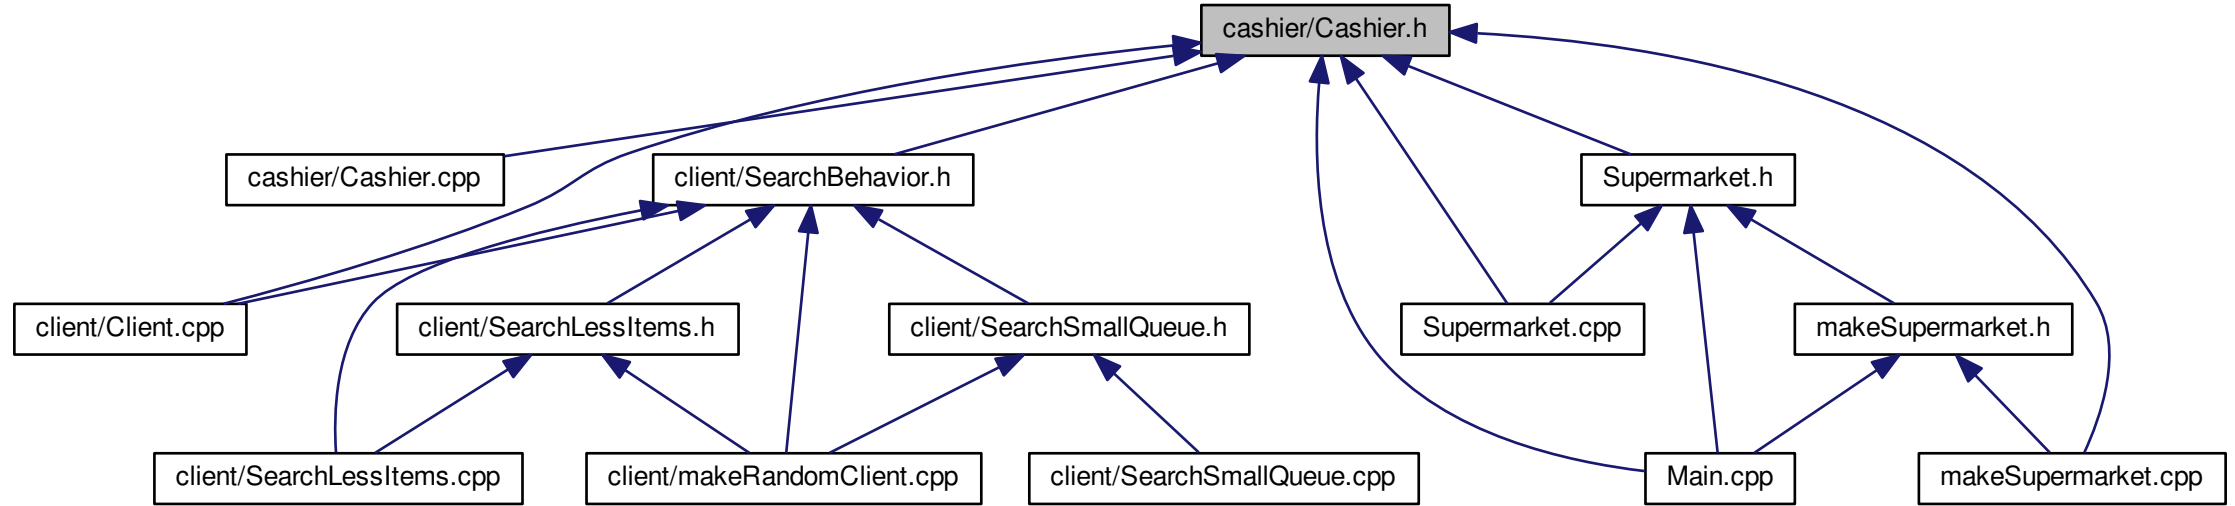 cashier/Cashier.h
cashier/Cashier.cpp
client/SearchBehavior.h
Supermarket.h
client/Client.cpp
client/SearchLessItems.h
client/SearchSmallQueue.h
Supermarket.cpp
makeSupermarket.h
client/SearchLessItems.cpp
client/makeRandomClient.cpp
client/SearchSmallQueue.cpp
Main.cpp
makeSupermarket.cpp